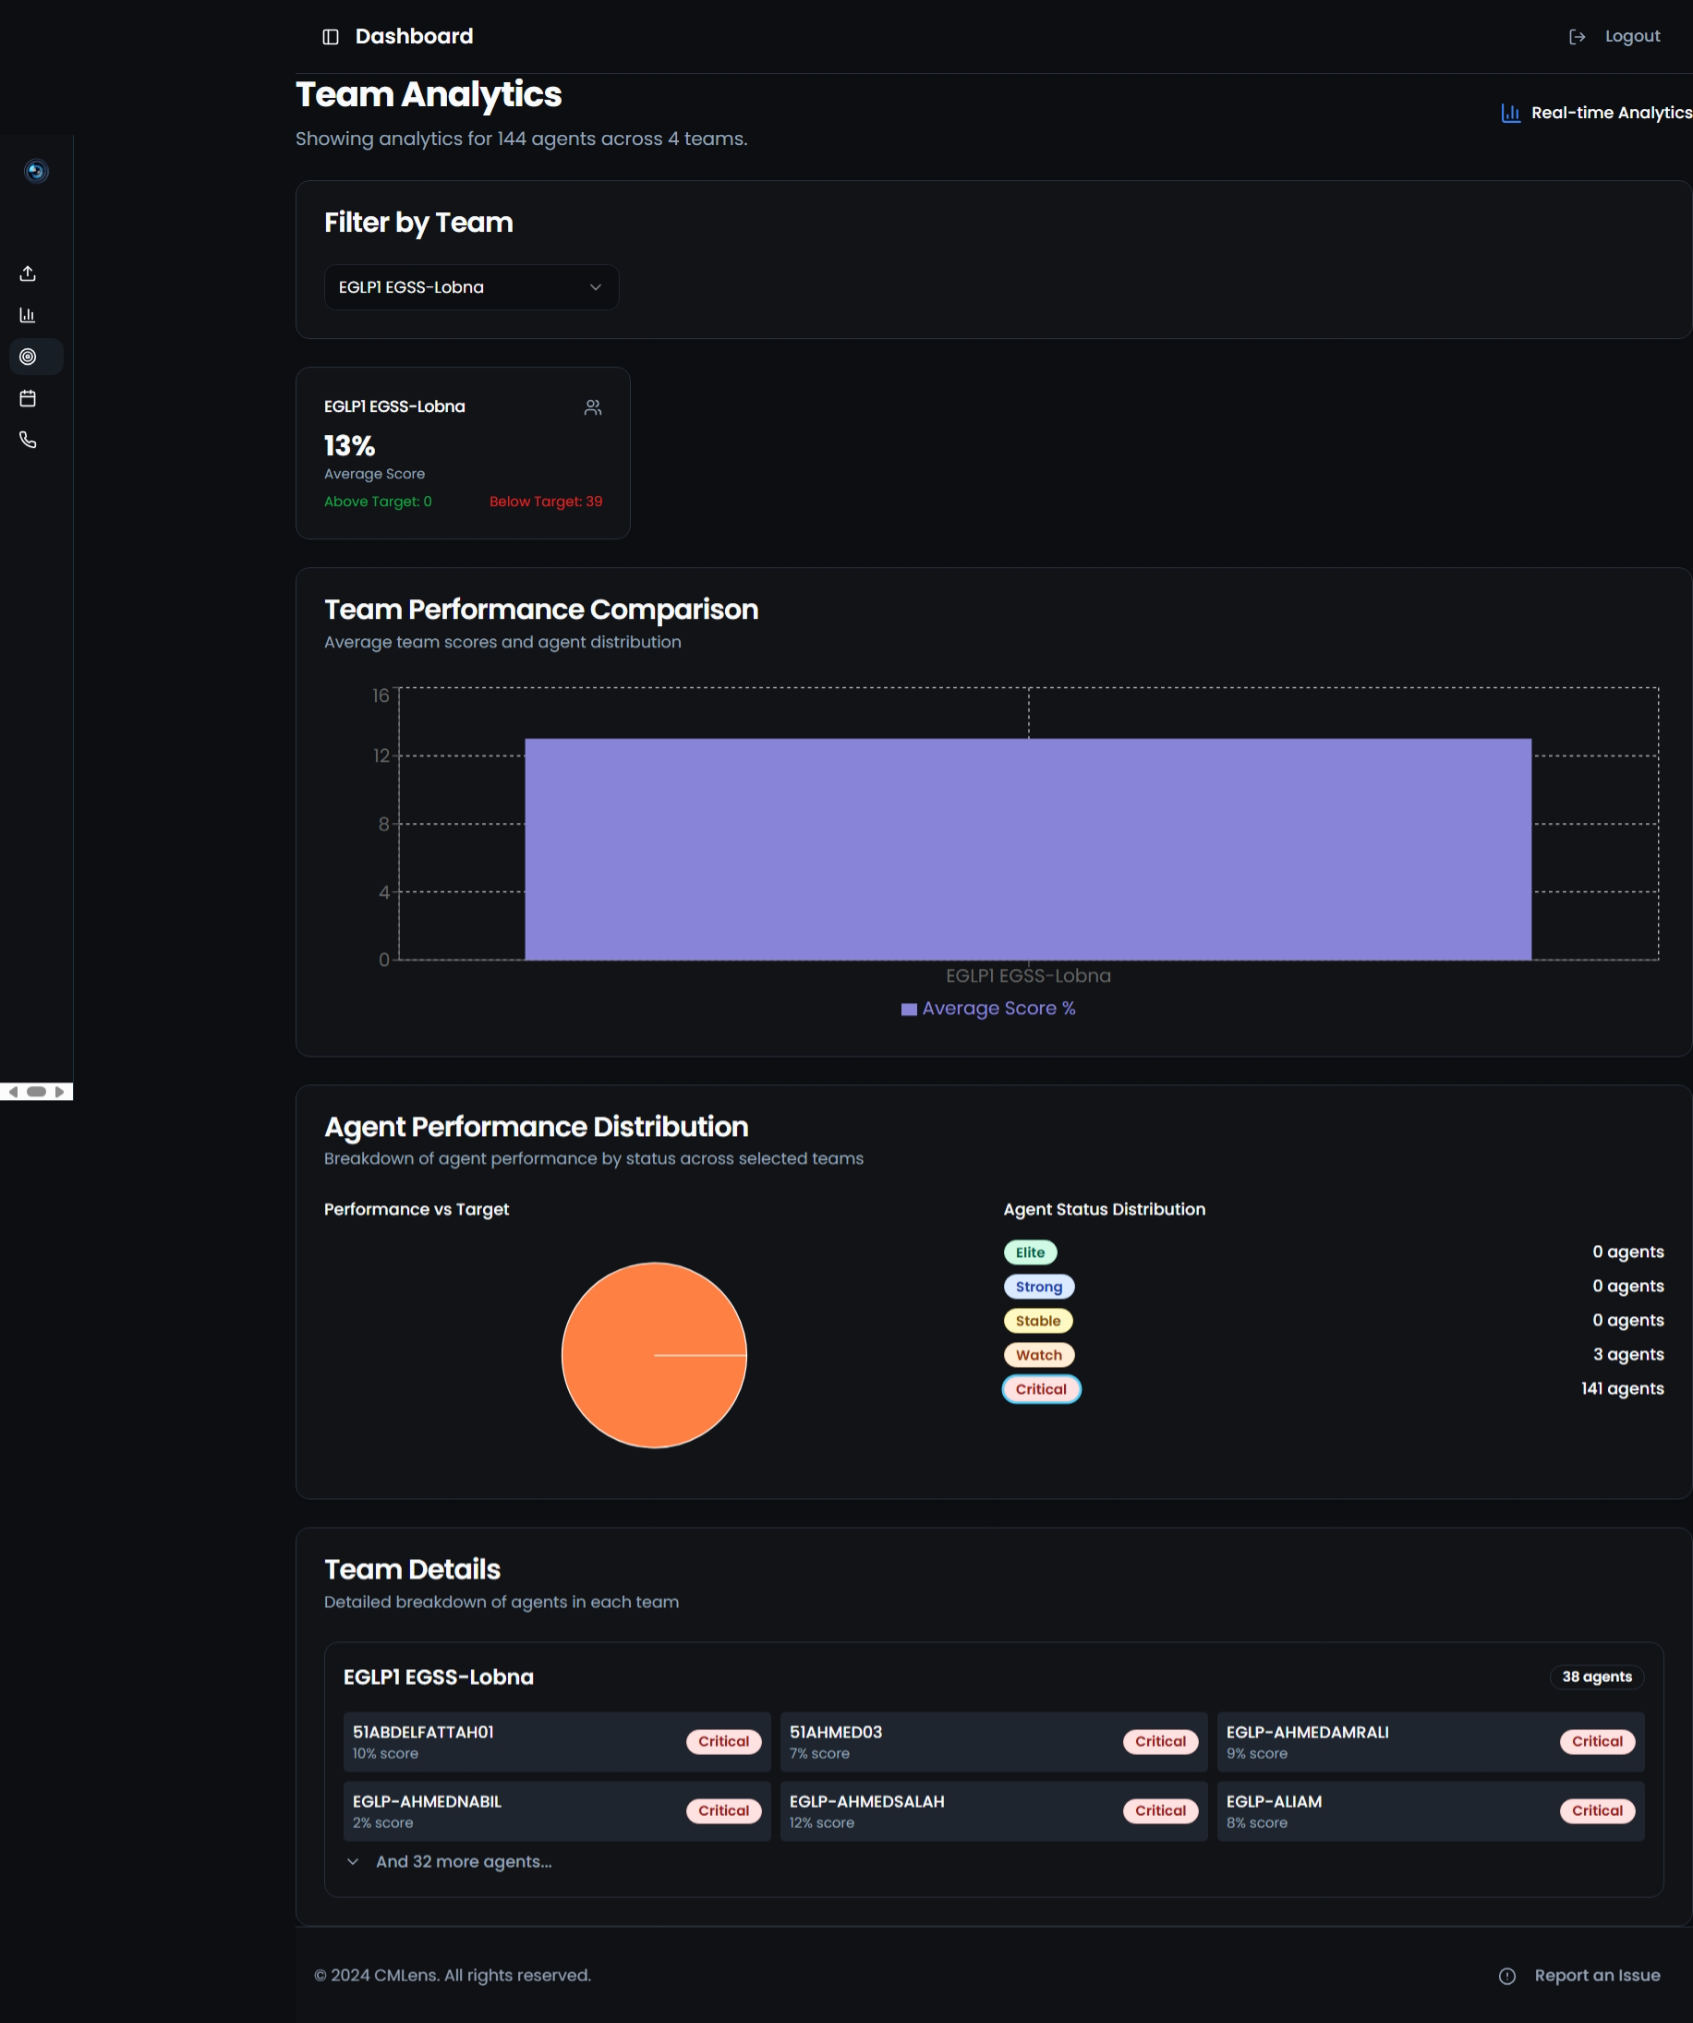 Dashboard
Logout
Team Analytics
Real-time Analytics
Showing analytics for 144 agents across 4 teams.
Filter by Team
EGLP1 EGSS-Lobna
EGLP1 EGSS-Lobna
13%
Average Score
Above Target: 0 Below Target: 39
Team Performance Comparison
Average team scores and agent distribution
16
12
8
4
0
EGLP1 EGSS-Lobna
Average Score %
Agent Performance Distribution
Breakdown of agent performance by status across selected teams
Performance vs Target
Agent Status Distribution
Elite 0 agents
Strong 0 agents
Stable 0 agents
Watch 3 agents
Critical 141 agents
Team Details
Detailed breakdown of agents in each team
EGLP1 EGSS-Lobna 38 agents
51ABDELFATTAH01
10% score
Critical
51AHMED03
7% score
Critical
EGLP-AHMEDAMRALI
9% score
Critical
EGLP-AHMEDNABIL
2% score
Critical
EGLP-AHMEDSALAH
12% score
Critical
EGLP-ALIAM
8% score
Critical
And 32 more agents...
© 2024 CMLens. All rights reserved.
Report an Issue